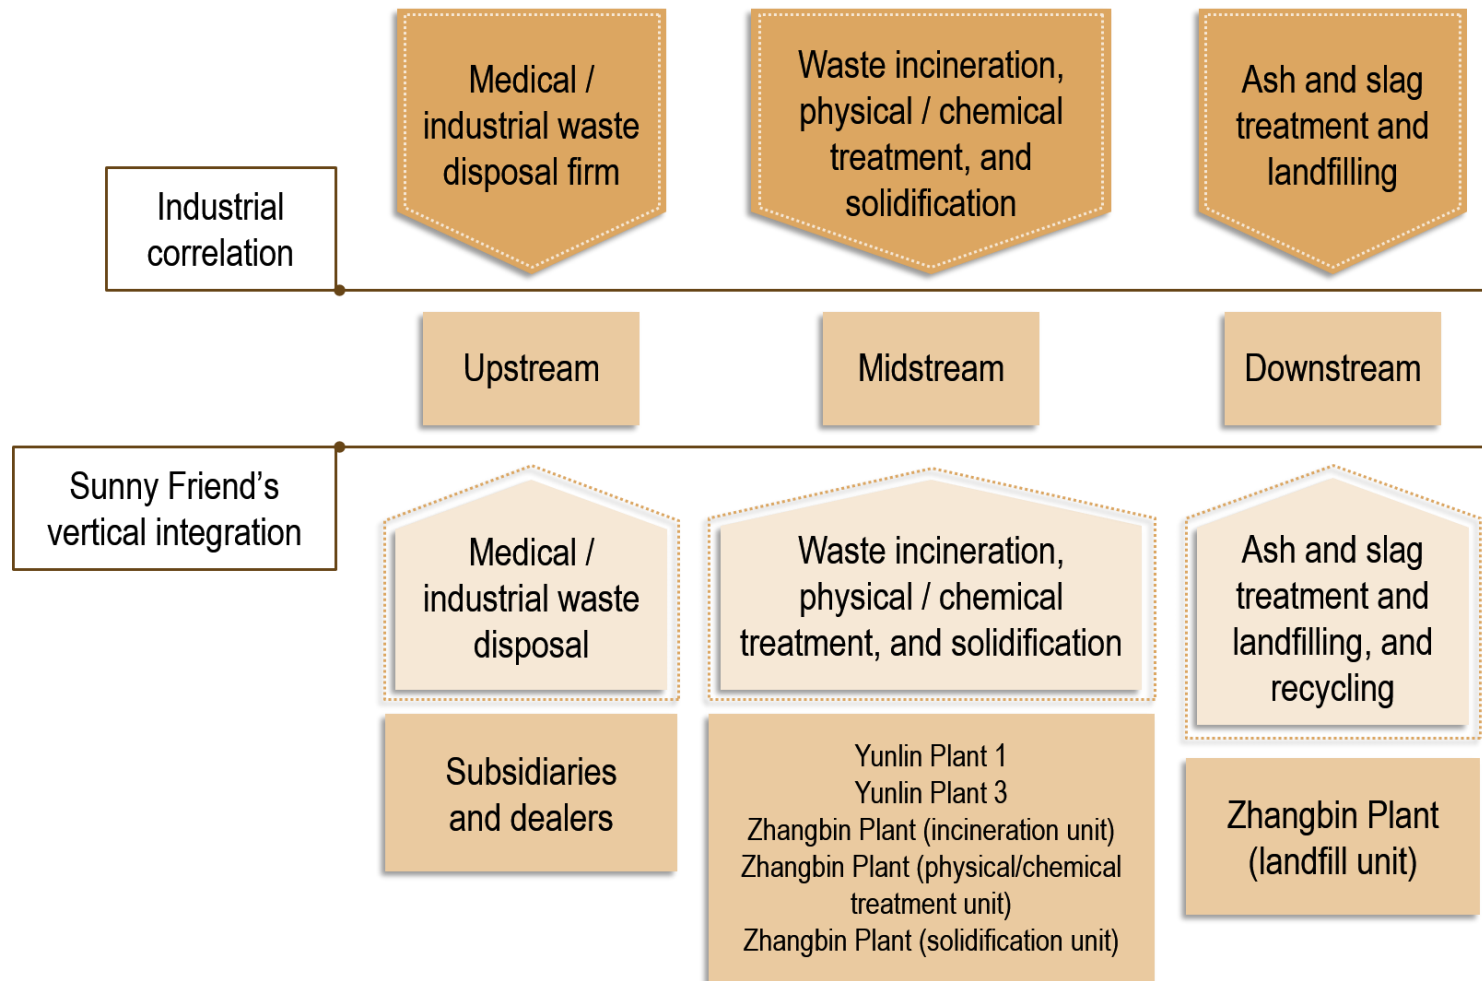 Medical /
industrial waste
disposal firm
Waste incineration,
physical / chemical
treatment, and
solidification
Ash and slag
treatment and
landfilling
Industrial
correlation
Upstream
Midstream
Downstream
Sunny Friend's
vertical integration
Medical /
industrial waste
disposal
Waste incineration,
physical / chemical
treatment, and solidification
Ash and slag
treatment and
landfilling, and
recycling
Subsidiaries
and dealers
Yunlin Plant 1
Yunlin Plant 3
Zhangbin Plant (incineration unit)
Zhangbin Plant (physical/chemical
treatment unit)
Zhangbin Plant (solidification unit)
Zhangbin Plant
(landfill unit)